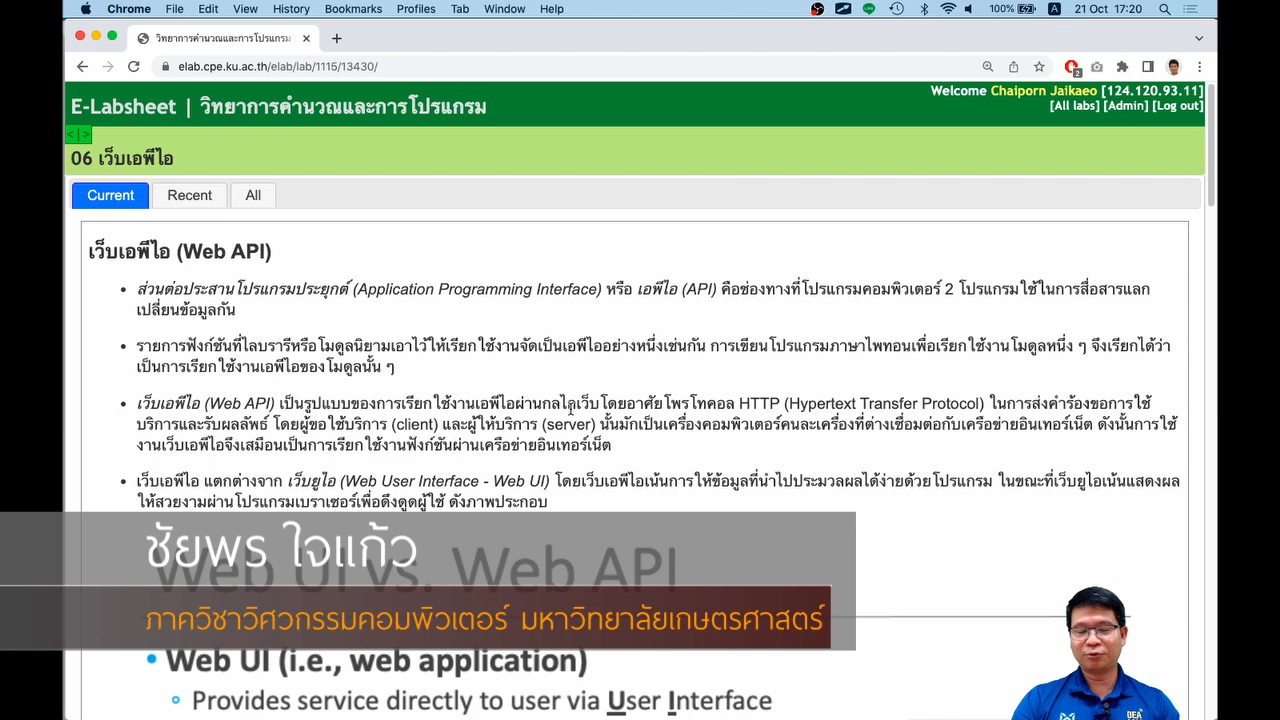 Chrome File Edit View History Bookmarks Profiles Tab Window Help 100% A 21 Oct 17:20
วิทยาการคำนวณและการโปรแกรม
elab.cpe.ku.ac.th/elab/lab/1115/13430/
2
Welcome Chaiporn Jaikaeo [124.120.93.11]
E-Labsheet | วิทยาการคำนวณและการโปรแกรม
[All labs] [Admin] [Log out]
<|>
06 เว็บเอพีไอ
Current Recent All
เว็บเอพีไอ (Web API)
• ส่วนต่อประสานโปรแกรมประยุกต์ (Application Programming Interface) หรือ เอพีไอ (API) คือช่องทางที่โปรแกรมคอมพิวเตอร์ 2 โปรแกรมใช้ในการสื่อสารแลก
เปลี่ยนข้อมูลกัน
• รายการฟังก์ชันที่ไลบรารีหรือโมดูลนิยามเอาไว้ให้เรียกใช้งานจัดเป็นเอพีไออย่างหนึ่งเช่นกัน การเขียนโปรแกรมภาษาไพทอนเพื่อเรียกใช้งานโมดูลหนึ่ง ๆ จึงเรียกได้ว่า
เป็นการเรียกใช้งานเอพีไอของโมดูลนั้น ๆ
• เว็บเอพีไอ (Web API) เป็นรูปแบบของการเรียกใช้งานเอพีไอผ่านกลไกเว็บโดยอาศัยโพรโทคอล HTTP (Hypertext Transfer Protocol) ในการส่งคำร้องขอการใช้
บริการและรับผลลัพธ์ โดยผู้ขอใช้บริการ (client) และผู้ให้บริการ (server) นั้นมักเป็นเครื่องคอมพิวเตอร์คนละเครื่องที่ต่างเชื่อมต่อกับเครือข่ายอินเทอร์เน็ต ดังนั้นการใช้
งานเว็บเอพีไอจึงเสมือนเป็นการเรียกใช้งานฟังก์ชันผ่านเครือข่ายอินเทอร์เน็ต
• เว็บเอพีไอ แตกต่างจาก เว็บยูไอ (Web User Interface - Web UI) โดยเว็บเอพีไอเน้นการให้ข้อมูลที่นำไปประมวลผลได้ง่ายด้วยโปรแกรม ในขณะที่เว็บยูไอเน้นแสดงผล
ให้สวยงามผ่านโปรแกรมเบราเซอร์เพื่อดึงดูดผู้ใช้ ดังภาพประกอบ
ชัยพร ใจแก้ว
Web UI vs. Web API
ภาควิชาวิศวกรรมคอมพิวเตอร์ มหาวิทยาลัยเกษตรศาสตร์
• Web UI (i.e., web application)
Provides service directly to user via User Interface